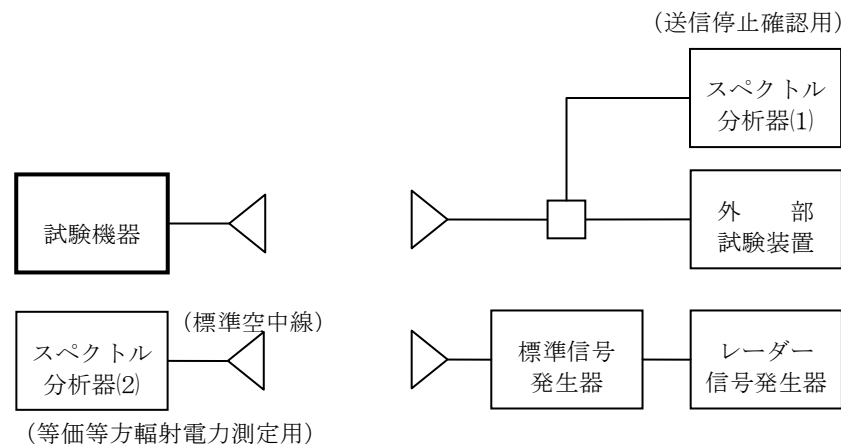 (送信停止確認用)
スペクトル
分析器⑴
試験機器
外　　部
試験装置
(標準空中線)
スペクトル
分析器⑵
標準信号
発生器
レーダー
信号発生器
(等価等方輻射電力測定用)